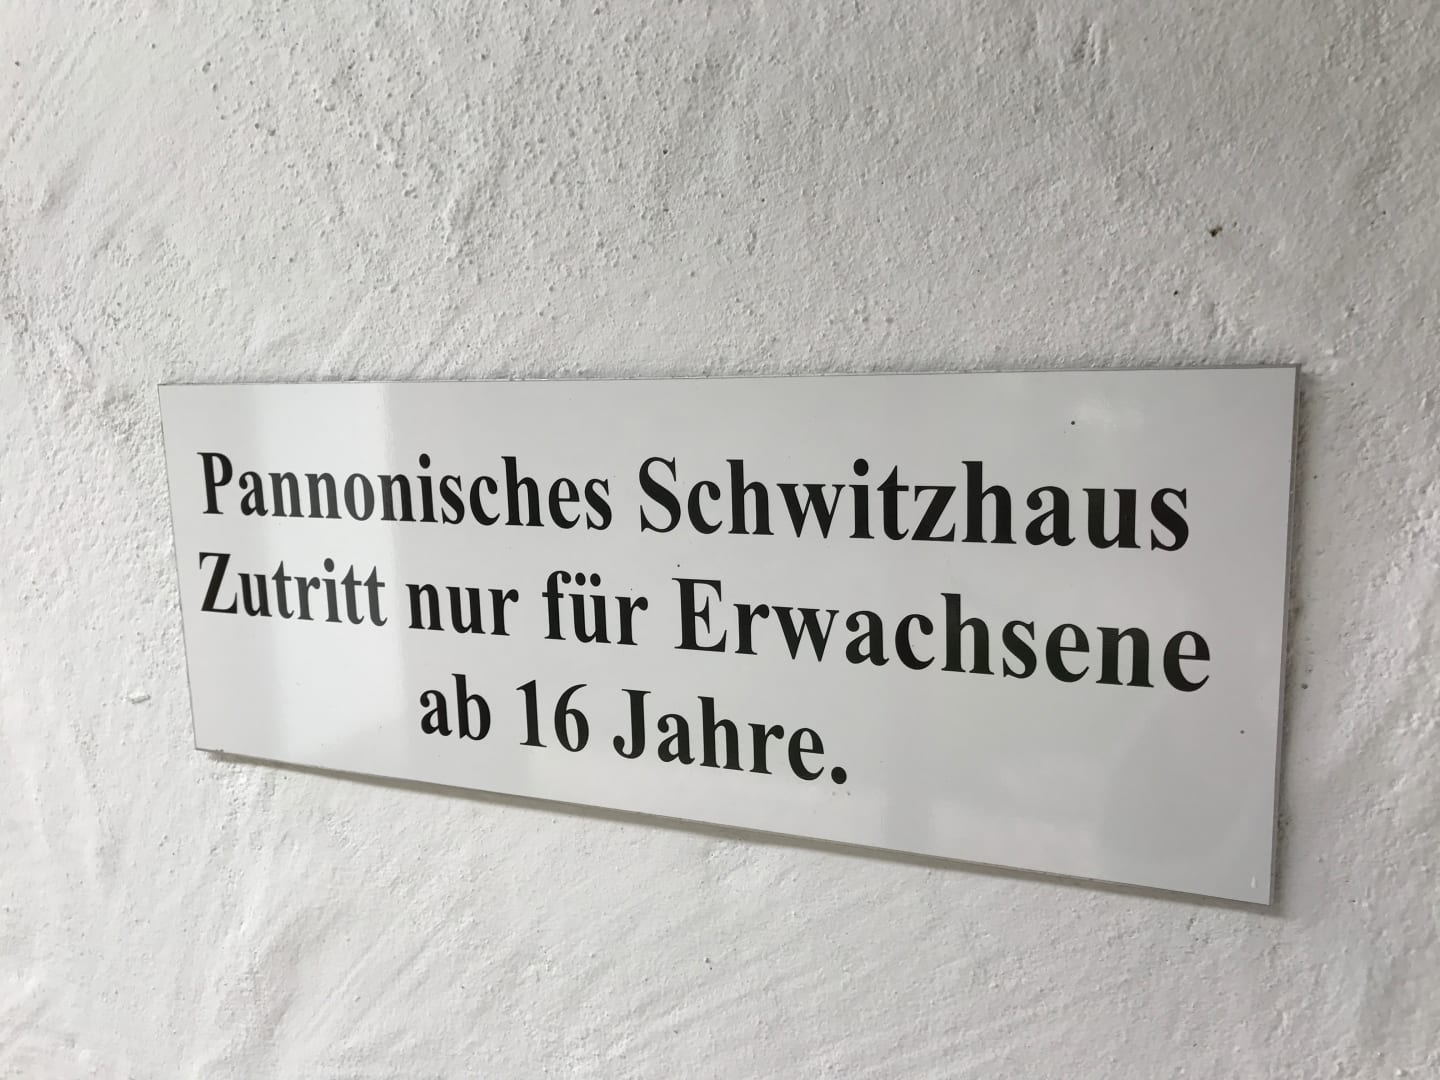 Pannonisches Schwitzhaus
Zutritt nur für Erwachsene
ab 16 Jahre.